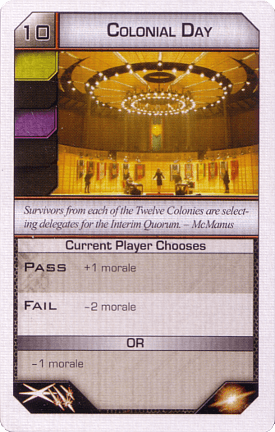 10
COLONIAL DAY
Survivors from each of the Twelve Colonies are select-
ing delegates for the Interim Quorum. – McManus
Current Player Chooses
PASS +1 morale
FAIL –2 morale
OR
–1 morale